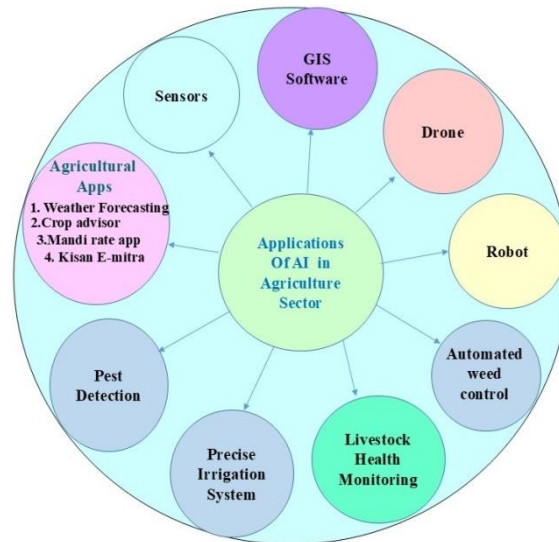 GIS
Software
Sensors
Drone
Agricultural
Apps
1. Weather Forecasting
2.Crop advisor
3.Mandi rate app
4. Kisan E-mitra
Applications
Of AI in
Agriculture
Sector
Robot
Automated
weed
control
Pest
Detection
Livestock
Health
Monitoring
Precise
Irrigation
System